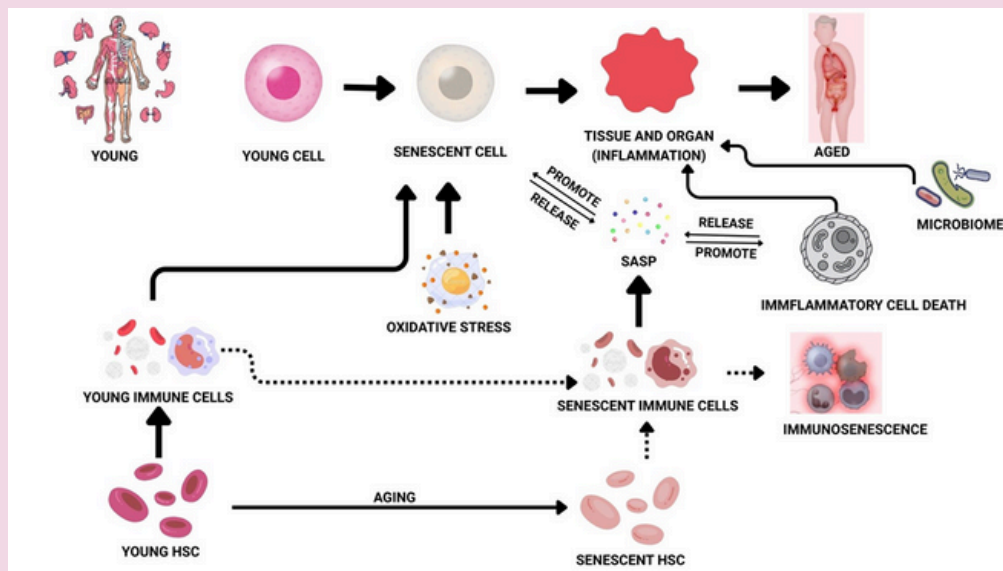 YOUNG
YOUNG CELL
SENESCENT CELL
TISSUE AND ORGAN
(INFLAMMATION)
AGED
MICROBIOME
PROMOTE
RELEASE
SASP
RELEASE
PROMOTE
IMMFLAMMATORY CELL DEATH
OXIDATIVE STRESS
YOUNG IMMUNE CELLS
SENESCENT IMMUNE CELLS
IMMUNOSENESCENCE
AGING
YOUNG HSC
SENESCENT HSC